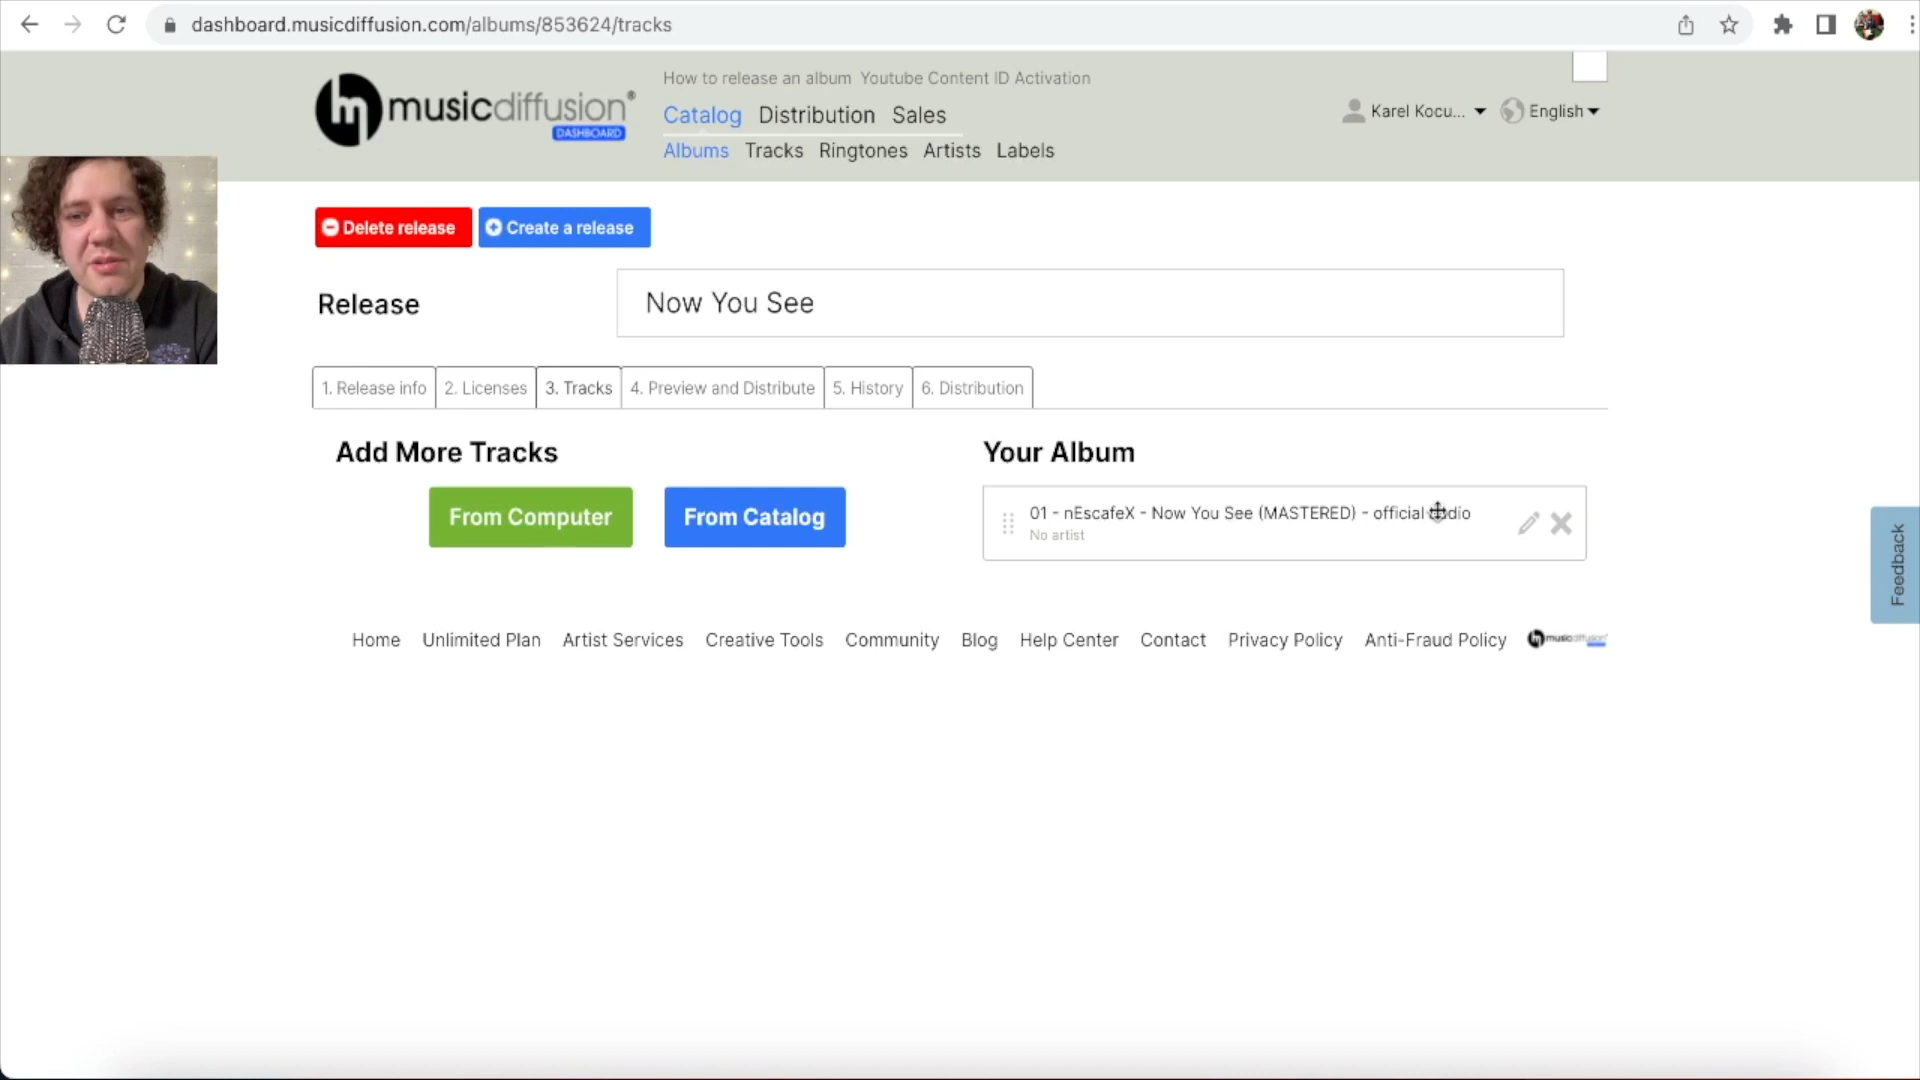 dashboard.musicdiffusion.com/albums/853624/tracks
How to release an album Youtube Content ID Activation
musicdiffusion®
DASHBOARD
Catalog Distribution Sales
Karel Kocu... English
Albums Tracks Ringtones Artists Labels
Delete release Create a release
Release Now You See
1. Release info 2. Licenses 3. Tracks 4. Preview and Distribute 5. History 6. Distribution
Add More Tracks Your Album
From Computer From Catalog
01 - nEscafeX - Now You See (MASTERED) - official
No artist
Feedback
Home Unlimited Plan Artist Services Creative Tools Community Blog Help Center Contact Privacy Policy Anti-Fraud Policy musicdiffusion